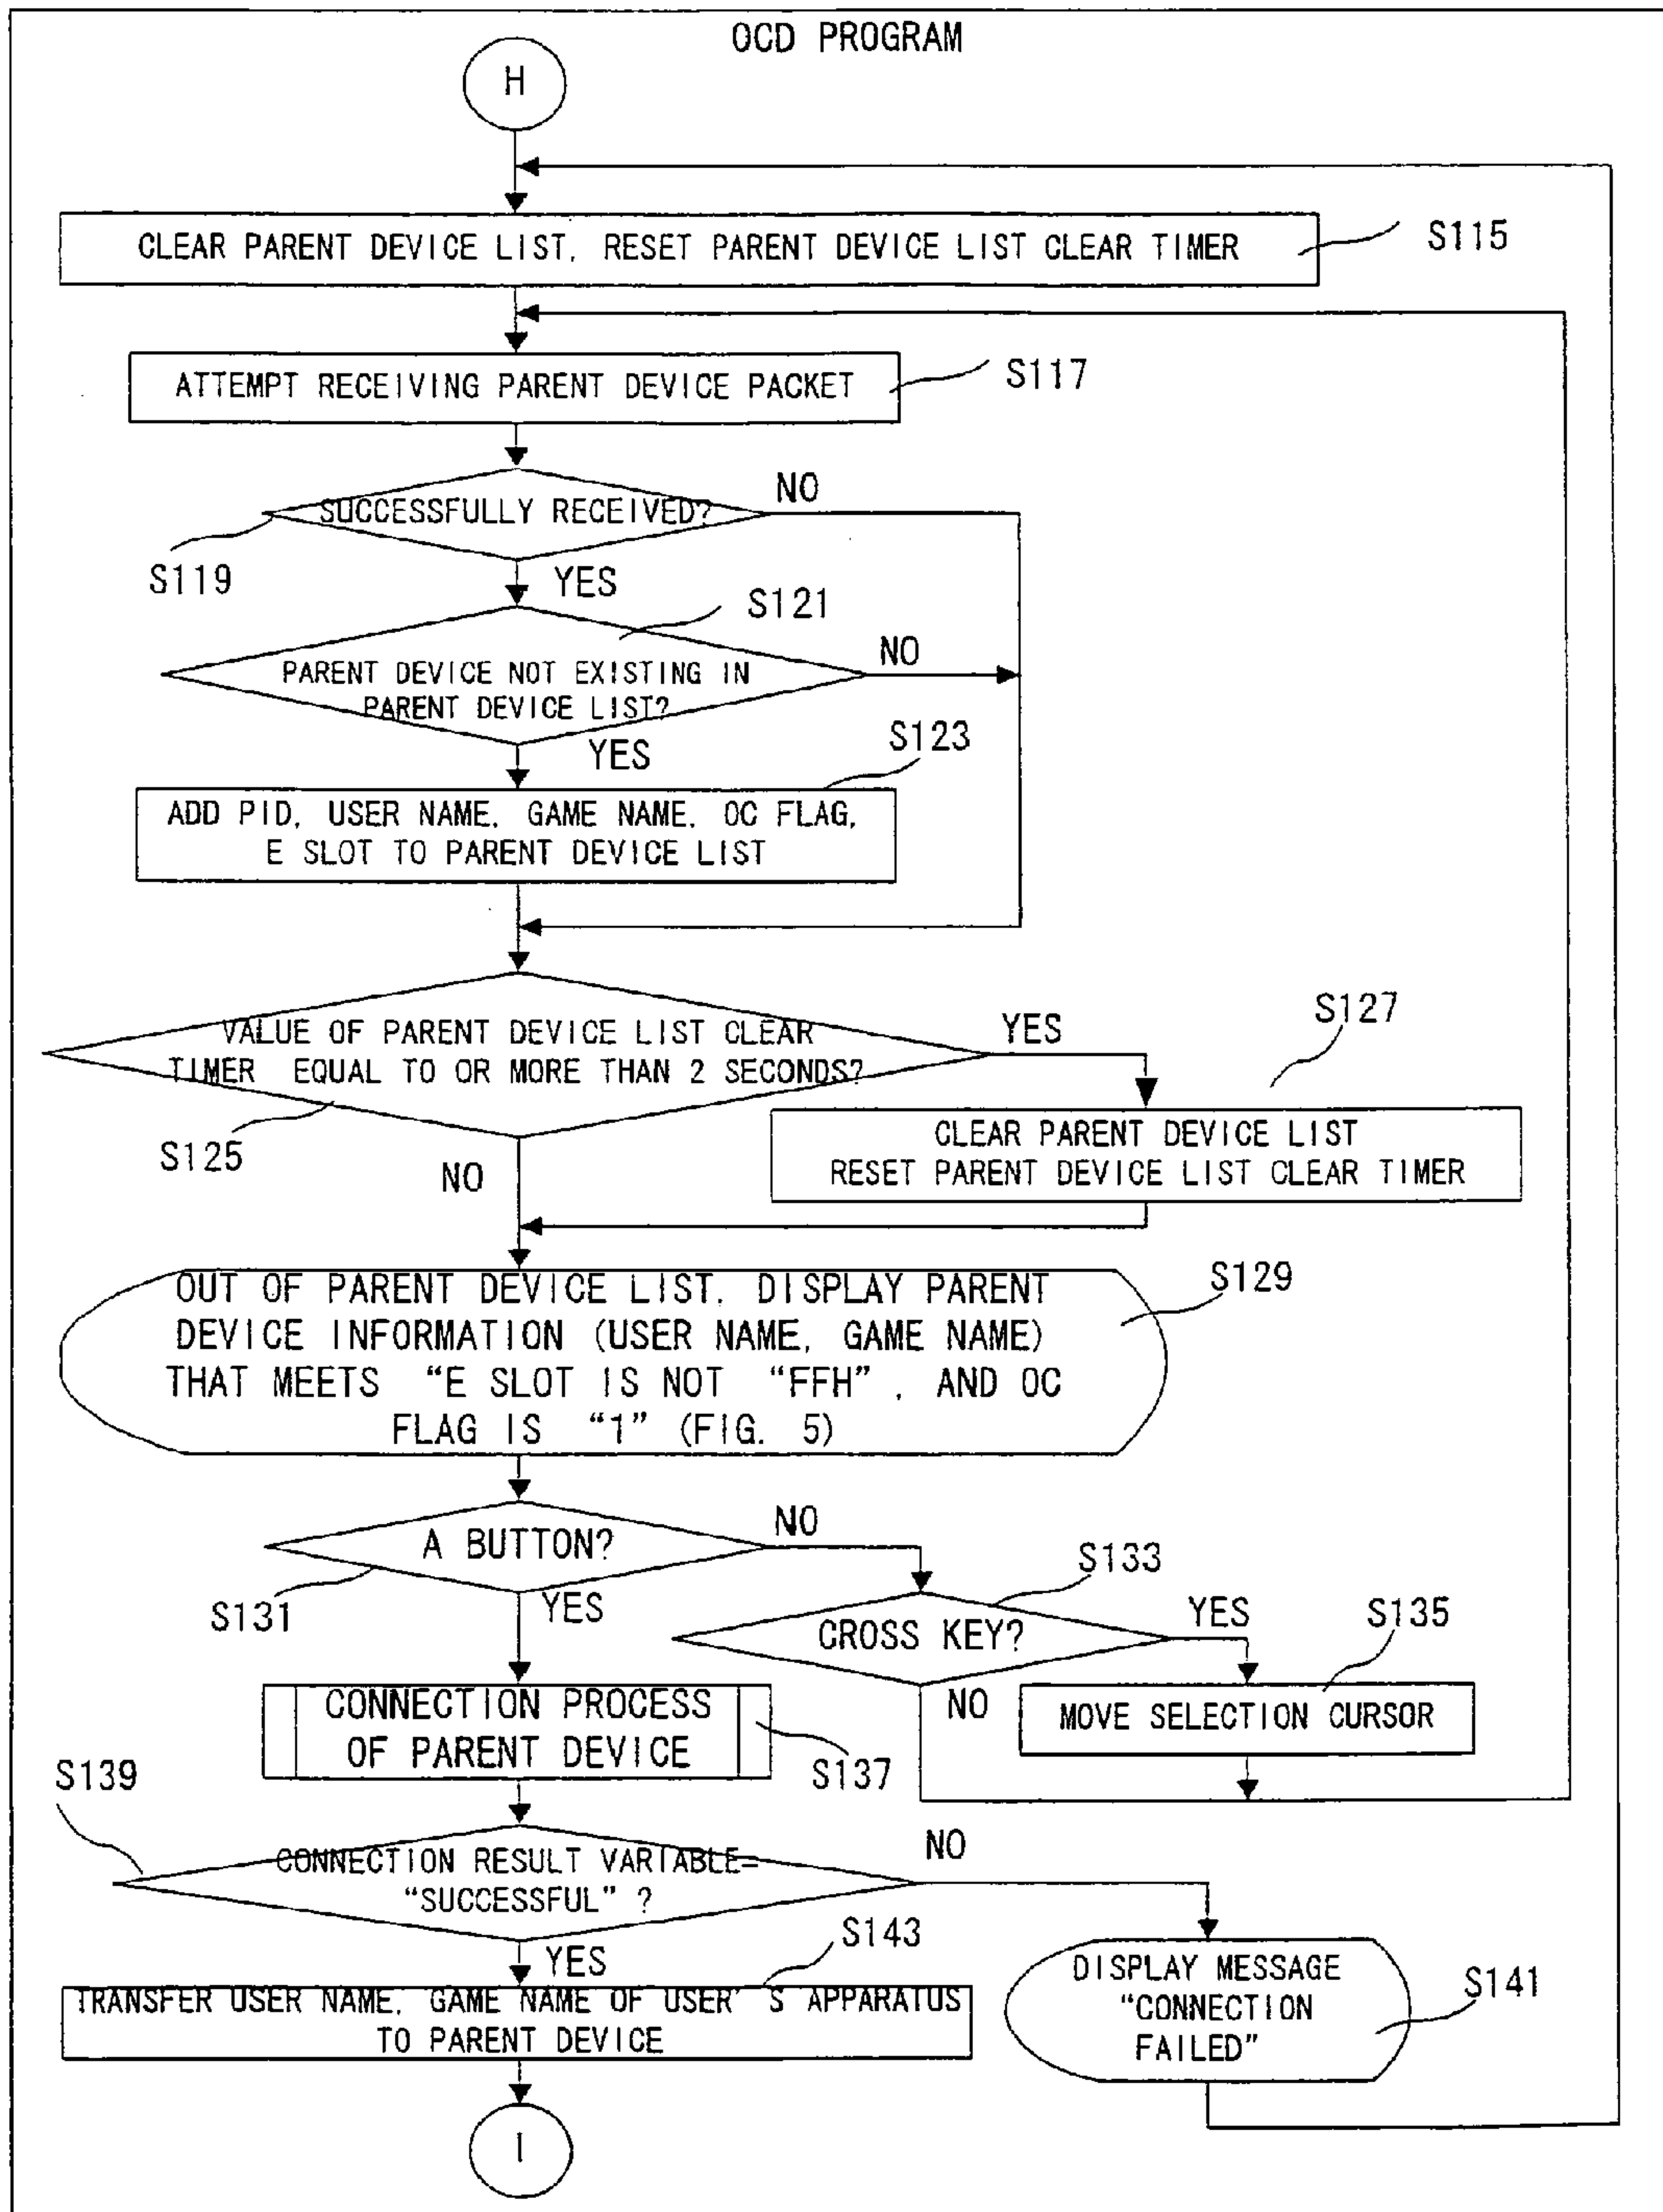 OCD PROGRAM
H
CLEAR PARENT DEVICE LIST, RESET PARENT DEVICE LIST CLEAR TIMER
S115
ATTEMPT RECEIVING PARENT DEVICE PACKET
S117
SUCCESSFULLY RECEIVED?
NO
S119
YES
S121
PARENT DEVICE NOT EXISTING IN
PARENT DEVICE LIST?
NO
YES
S123
ADD PID, USER NAME, GAME NAME, OC FLAG,
E SLOT TO PARENT DEVICE LIST
VALUE OF PARENT DEVICE LIST CLEAR
TIMER EQUAL TO OR MORE THAN 2 SECONDS?
YES
S127
S125
NO
CLEAR PARENT DEVICE LIST
RESET PARENT DEVICE LIST CLEAR TIMER
OUT OF PARENT DEVICE LIST, DISPLAY PARENT
DEVICE INFORMATION (USER NAME, GAME NAME)
THAT MEETS “E SLOT IS NOT “FFH”, AND OC
FLAG IS “1” (FIG. 5)
S129
A BUTTON?
NO
S131
YES
S133
CROSS KEY?
YES
S135
NO
MOVE SELECTION CURSOR
CONNECTION PROCESS
OF PARENT DEVICE
S137
S139
CONNECTION RESULT VARIABLE=
“SUCCESSFUL” ?
NO
YES
S143
TRANSFER USER NAME, GAME NAME OF USER'S APPARATUS
TO PARENT DEVICE
DISPLAY MESSAGE
“CONNECTION
FAILED”
S141
I